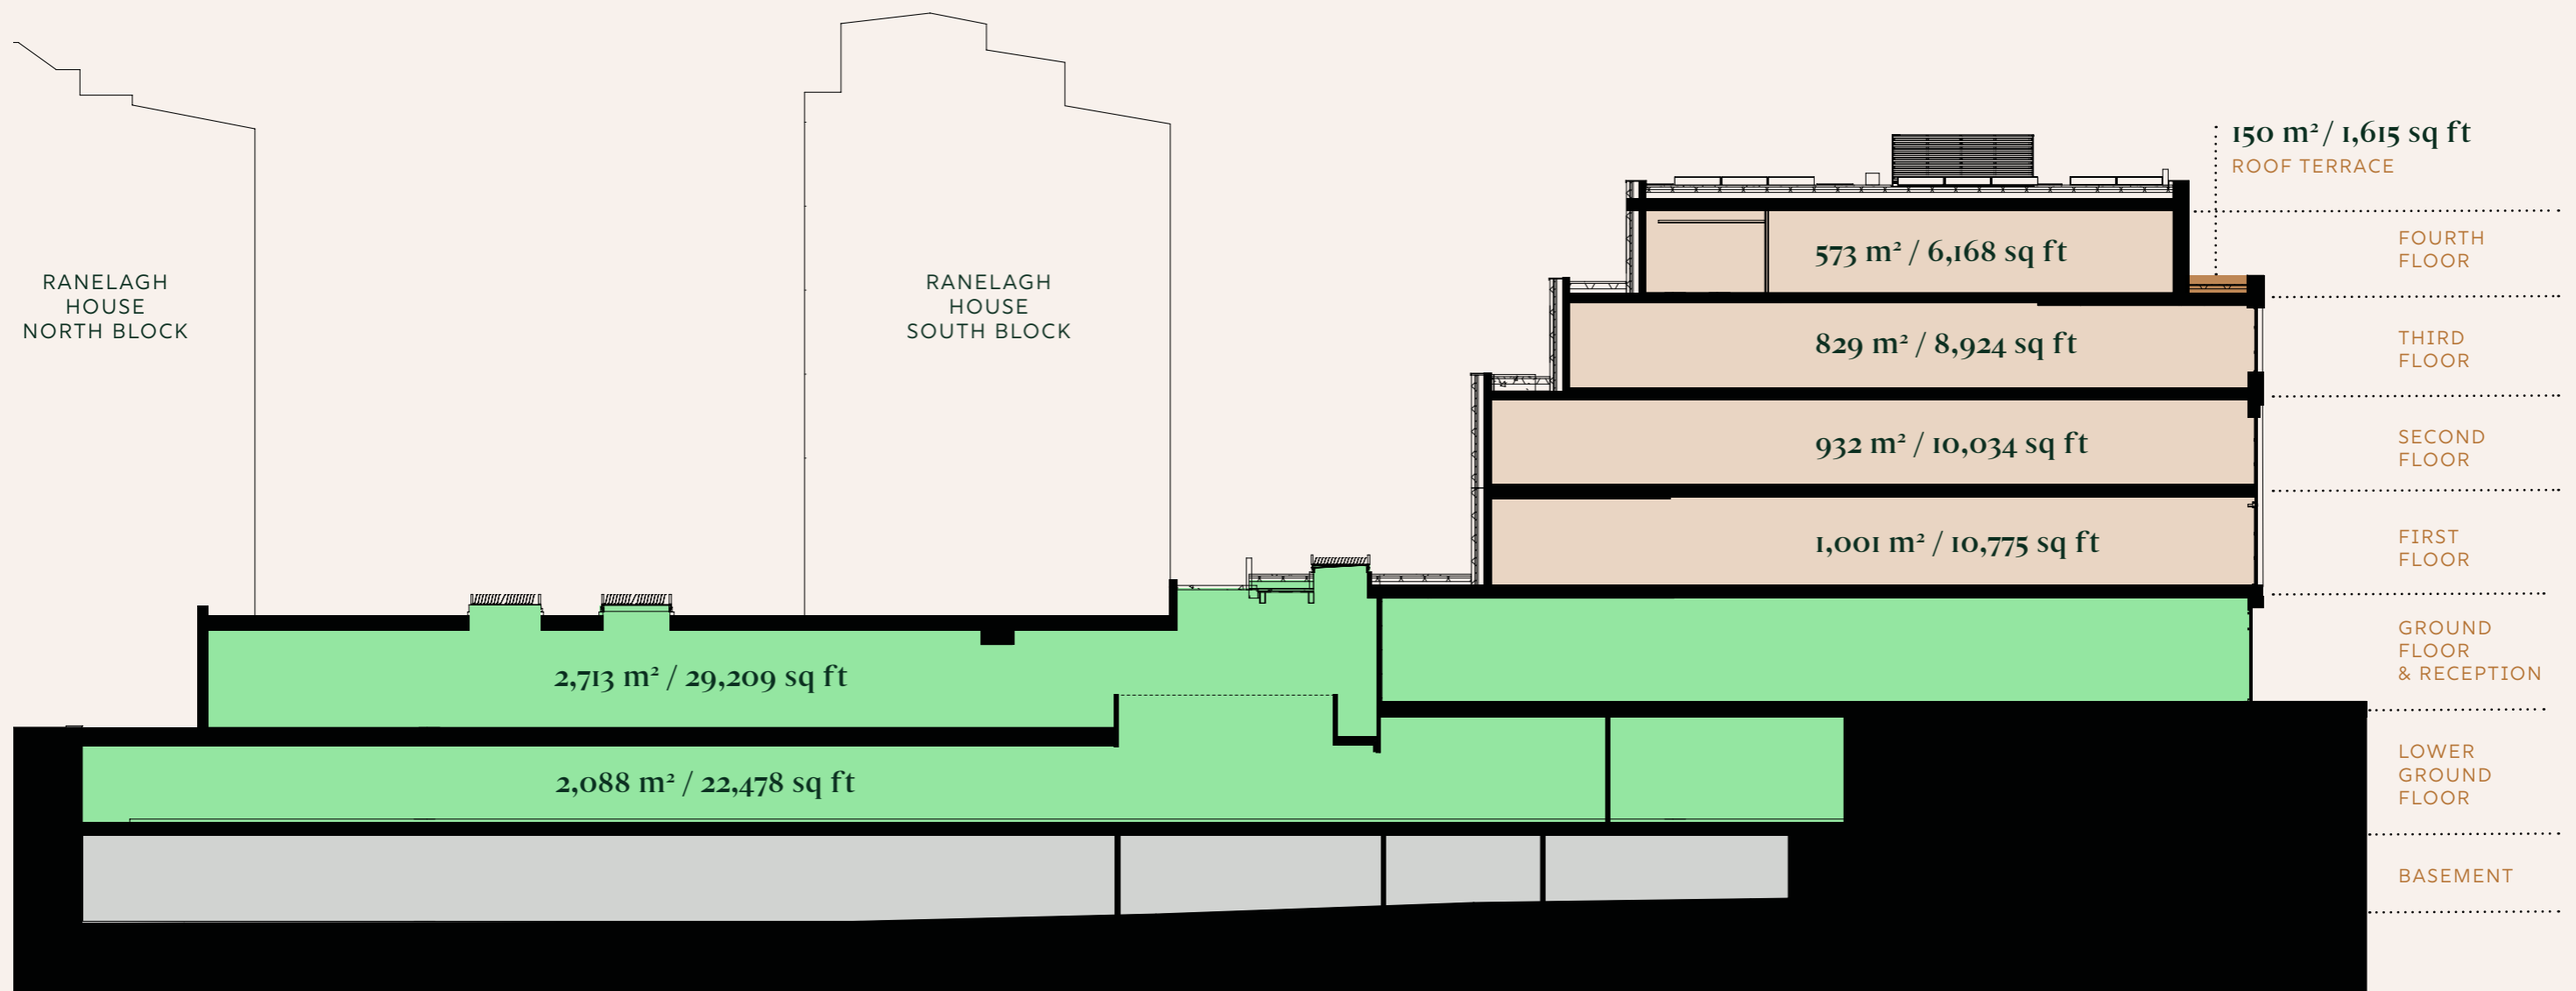 150 m² / 1,615 sq ft
ROOF TERRACE
RANELAGH
HOUSE
NORTH BLOCK
RANELAGH
HOUSE
SOUTH BLOCK
573 m² / 6,168 sq ft
FOURTH
FLOOR
829 m² / 8,924 sq ft
THIRD
FLOOR
932 m² / 10,034 sq ft
SECOND
FLOOR
1,001 m² / 10,775 sq ft
FIRST
FLOOR
2,713 m² / 29,209 sq ft
GROUND
FLOOR
& RECEPTION
2,088 m² / 22,478 sq ft
LOWER
GROUND
FLOOR
BASEMENT